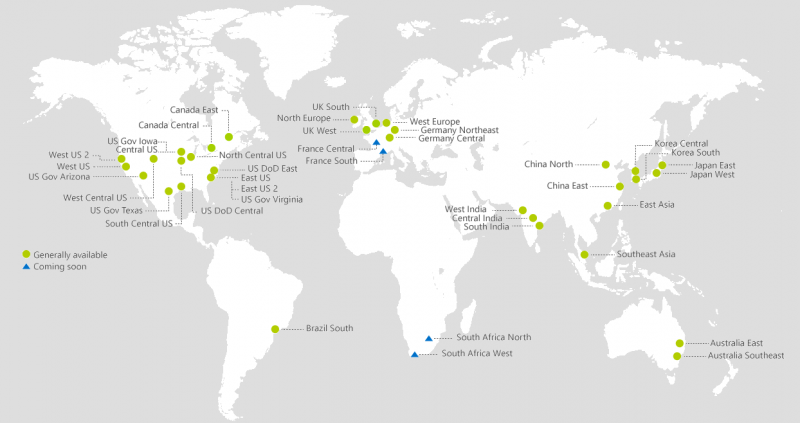 Canada East
Canada Central
US Gov Iowa
Central US
West US 2
West US
US Gov Arizona
North Central US
US DoD East
East US
East US 2
US Gov Virginia
West Central US
US Gov Texas
US DoD Central
South Central US
UK South
North Europe
UK West
West Europe
Germany Northeast
Germany Central
France Central
France South
Korea Central
Korea South
China North
Japan East
Japan West
China East
East Asia
West India
Central India
South India
Southeast Asia
Generally available
Coming soon
Brazil South
South Africa North
South Africa West
Australia East
Australia Southeast